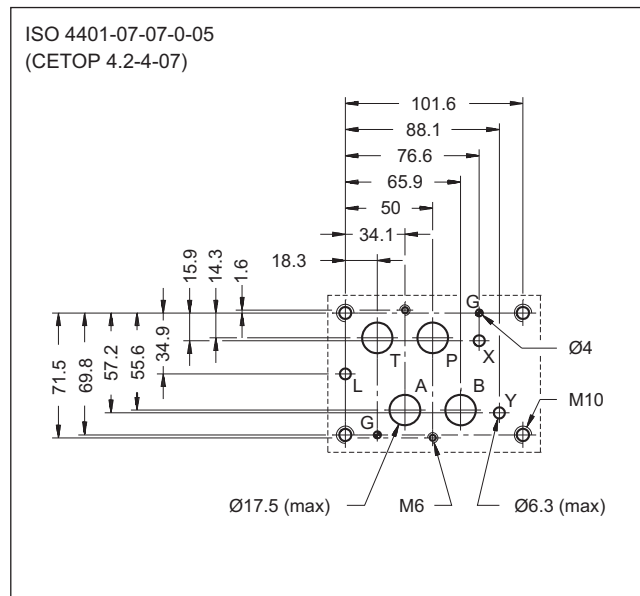 ISO 4401-07-07-0-05
(CETOP 4.2-4-07)
101.6
88.1
76.6
65.9
50
34.1
18.3
15.9
14.3
1.6
71.5
69.8
57.2
55.6
34.9
G
Ø4
T
P
X
L
A
B
Y
M10
G
Ø17.5 (max)
M6
Ø6.3 (max)